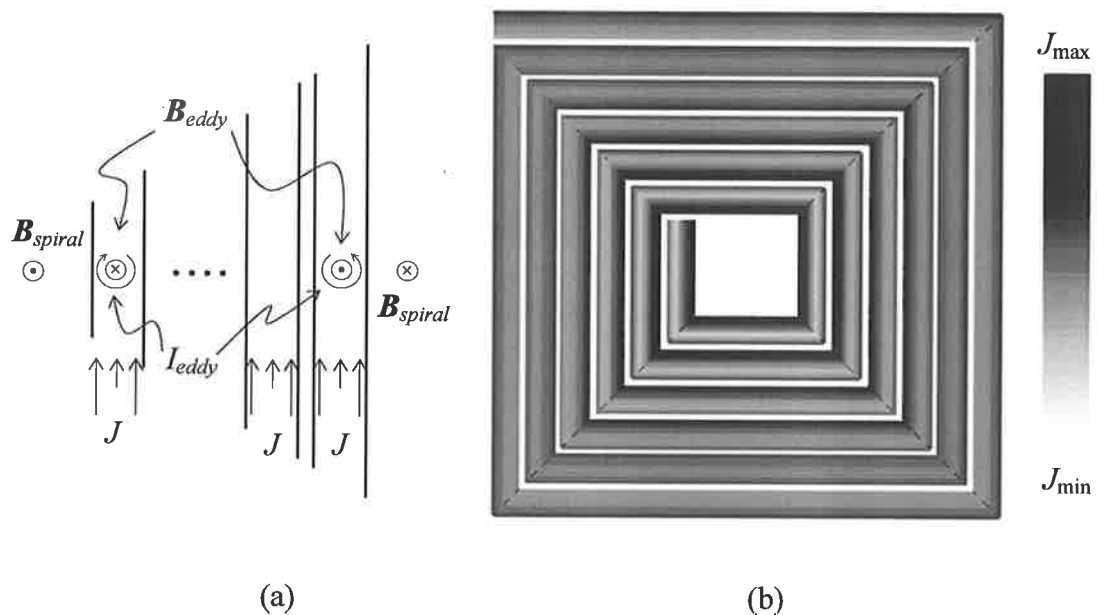 B_eddy
B_spiral
B_spiral
I_eddy
J
J
J
J_max
J_min
(a)
(b)